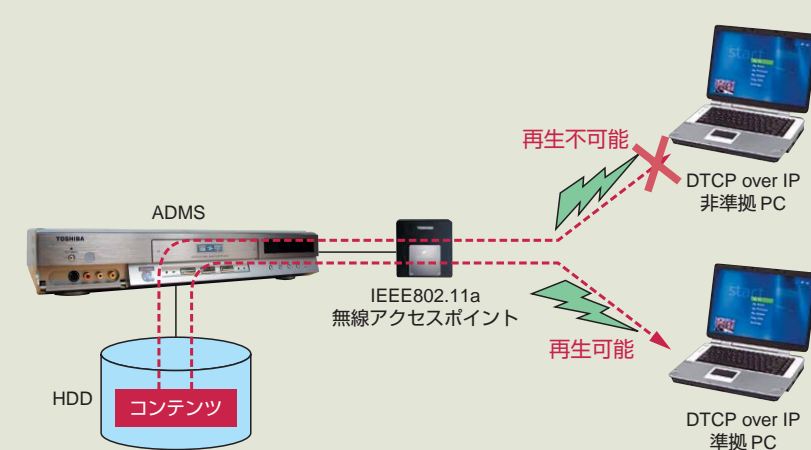 再生不可能
DTCP over IP
非準拠 PC
ADMS
TOSHIBA
IEEE802.11a
無線アクセスポイント
再生可能
HDD
コンテンツ
DTCP over IP
準拠 PC
start
start